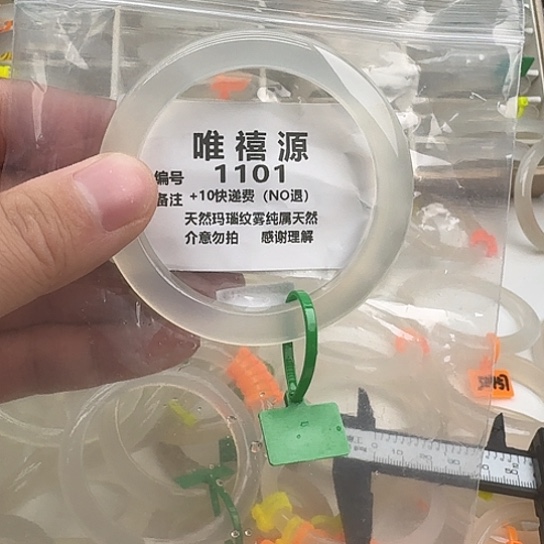 唯禧源
编号 1101
备注 +10快递费（NO退）
天然玛瑙纹雾純属天然
介意勿拍 感谢理解